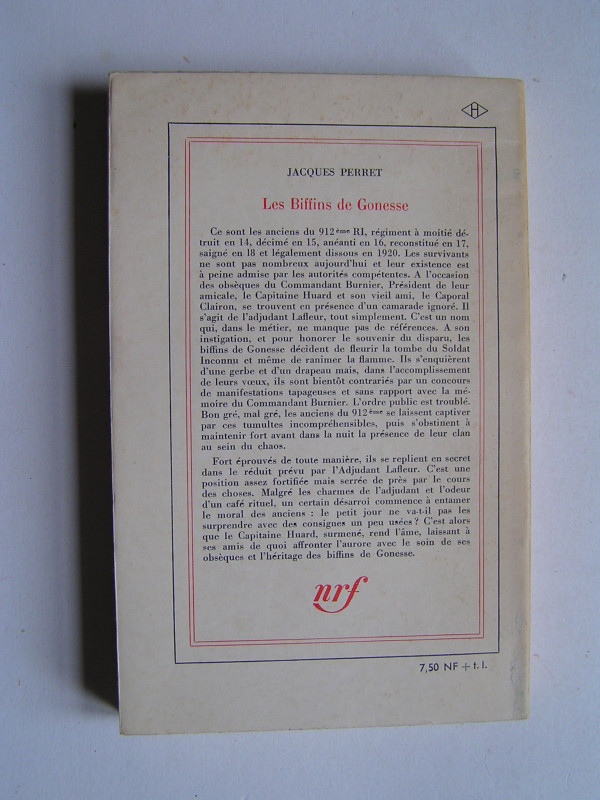 H
JACQUES PERRET
Les Biffins de Gonesse
Ce sont les anciens du 912ème RI, régiment à moitié dé-
truit en 14, décimé en 15, anéanti en 16, reconstitué en 17,
saigné en 18 et légalement dissous en 1920. Les survivants
ne sont pas nombreux aujourd'hui et leur existence est
à peine admise par les autorités compétentes. A l'occasion
des obsèques du Commandant Burnier, Président de leur
amicale, le Capitaine Huard et son vieil ami, le Caporal
Clairon, se trouvent en présence d'un camarade ignoré. Il
s'agit de l'adjudant Lafleur, tout simplement. C'est un nom
qui, dans le métier, ne manque pas de références. A son
instigation, et pour honorer le souvenir du disparu, les
biffins de Gonesse décident de fleurir la tombe du Soldat
Inconnu et même de ranimer la flamme. Ils s'enquièrent
d'une gerbe et d'un drapeau mais, dans l'accomplissement
de leurs vœux, ils sont bientôt contrariés par un concours
de manifestations tapageuses et sans rapport avec la mé-
moire du Commandant Burnier. L'ordre public est troublé.
Bon gré, mal gré, les anciens du 912ème se laissent captiver
par ces tumultes incompréhensibles, puis s'obstinent à
maintenir fort avant dans la nuit la présence de leur clan
au sein du chaos.
Fort éprouvés de toute manière, ils se replient en secret
dans le réduit prévu par l'Adjudant Lafleur. C'est une
position assez fortifiée mais serrée de près par le cours
des choses. Malgré les charmes de l'adjudant et l'odeur
d'un café rituel, un certain désarroi commence à entamer
le moral des anciens : le petit jour ne va-t-il pas les
surprendre avec des consignes un peu usées ? C'est alors
que le Capitaine Huard, surmené, rend l'âme, laissant à
ses amis de quoi affronter l'aurore avec le soin de ses
obsèques et l'héritage des biffins de Gonesse.
nrf
7,50 NF + t. l.